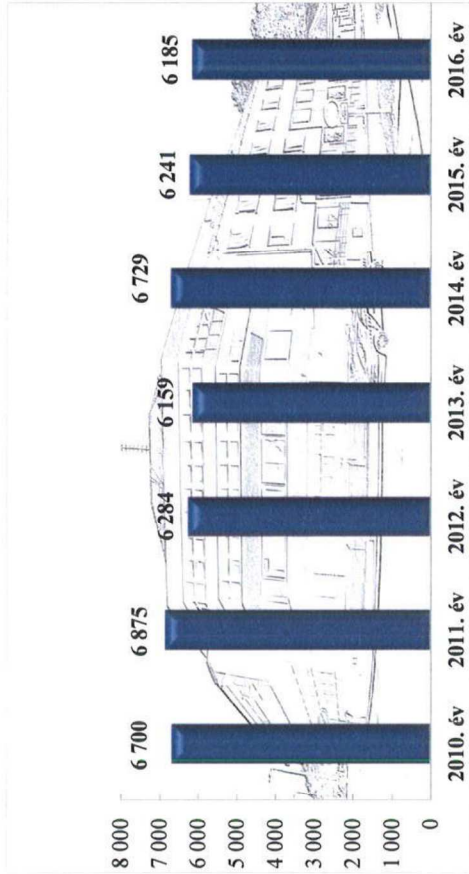 8 000
7 000
6 000
5 000
4 000
3 000
2 000
1 000
0
6 700
6 875
6 284
6 159
6 729
6 241
6 185
2010. év
2011. év
2012. év
2013. év
2014. év
2015. év
2016. év